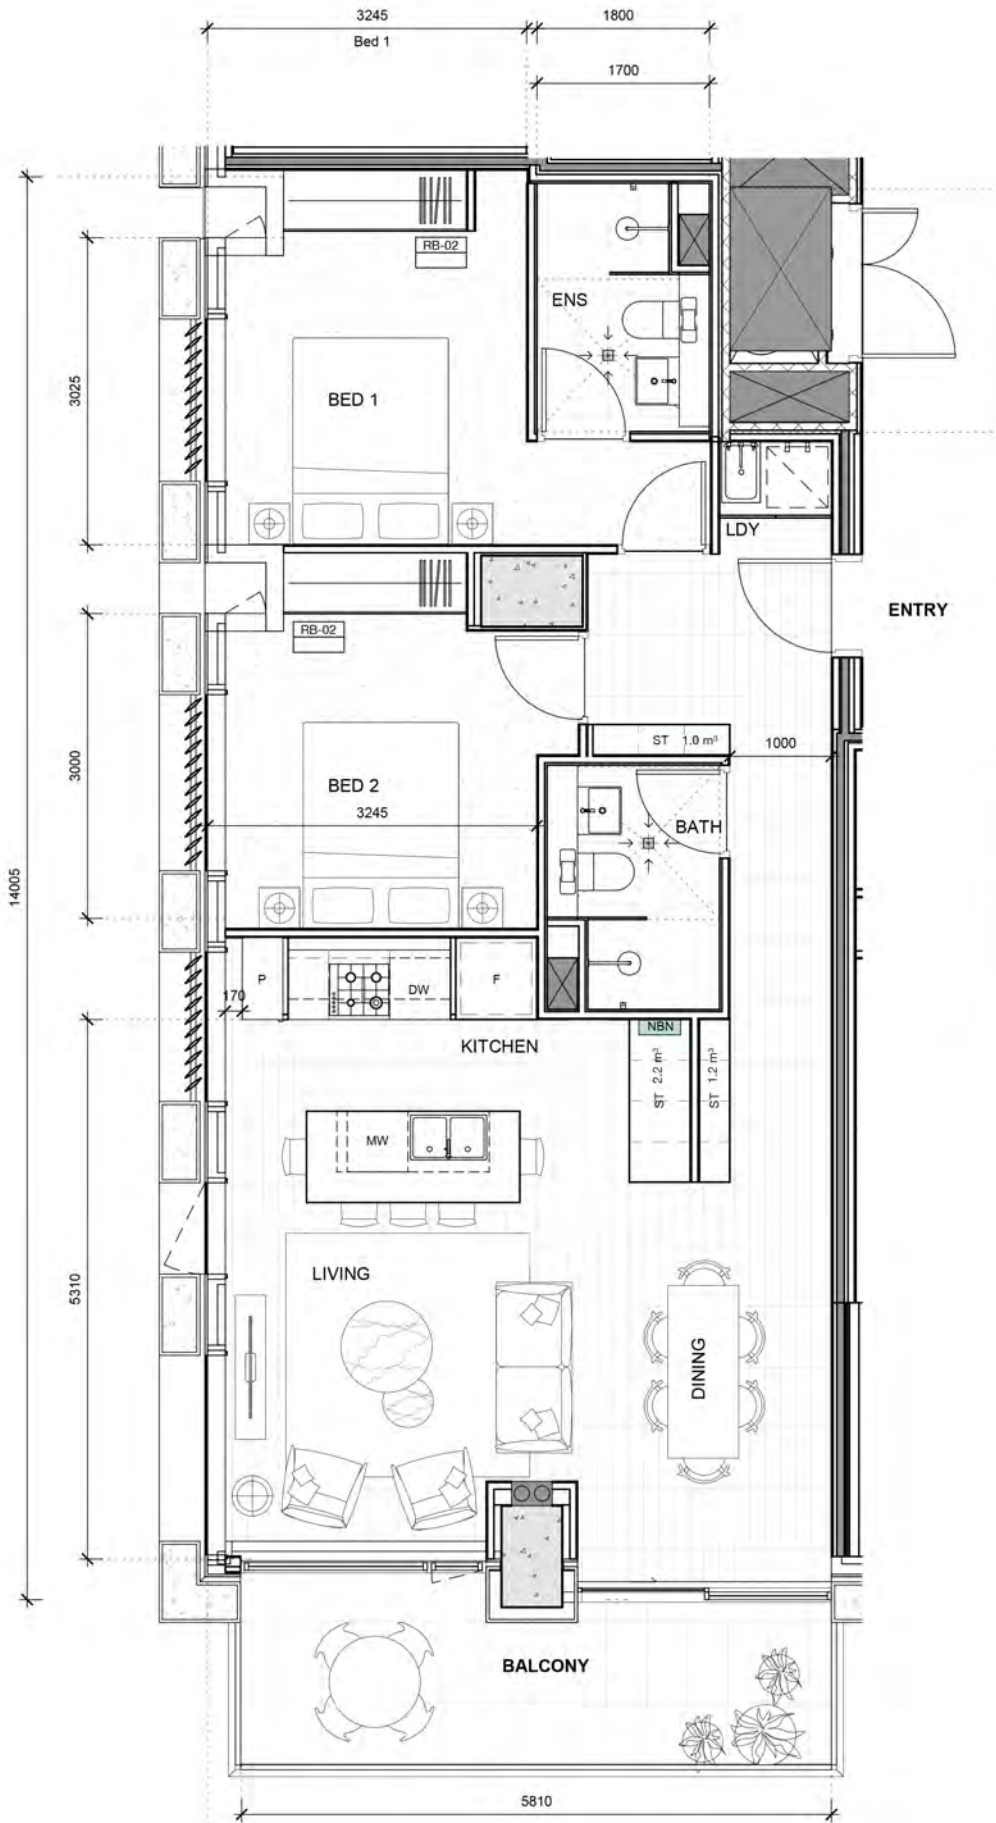 3245
1800
Bed 1
1700
RB-02
ENS
3025
BED 1
LDY
ENTRY
RB-02
ST 1.0 m³
1000
3000
BED 2
3245
BATH
14005
P
DW
F
170
NBN
KITCHEN
ST 2.2 m³
ST 1.2 m³
MW
5310
LIVING
DINING
BALCONY
5810